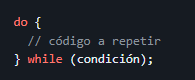 do {
  // código a repetir
} while (condición);